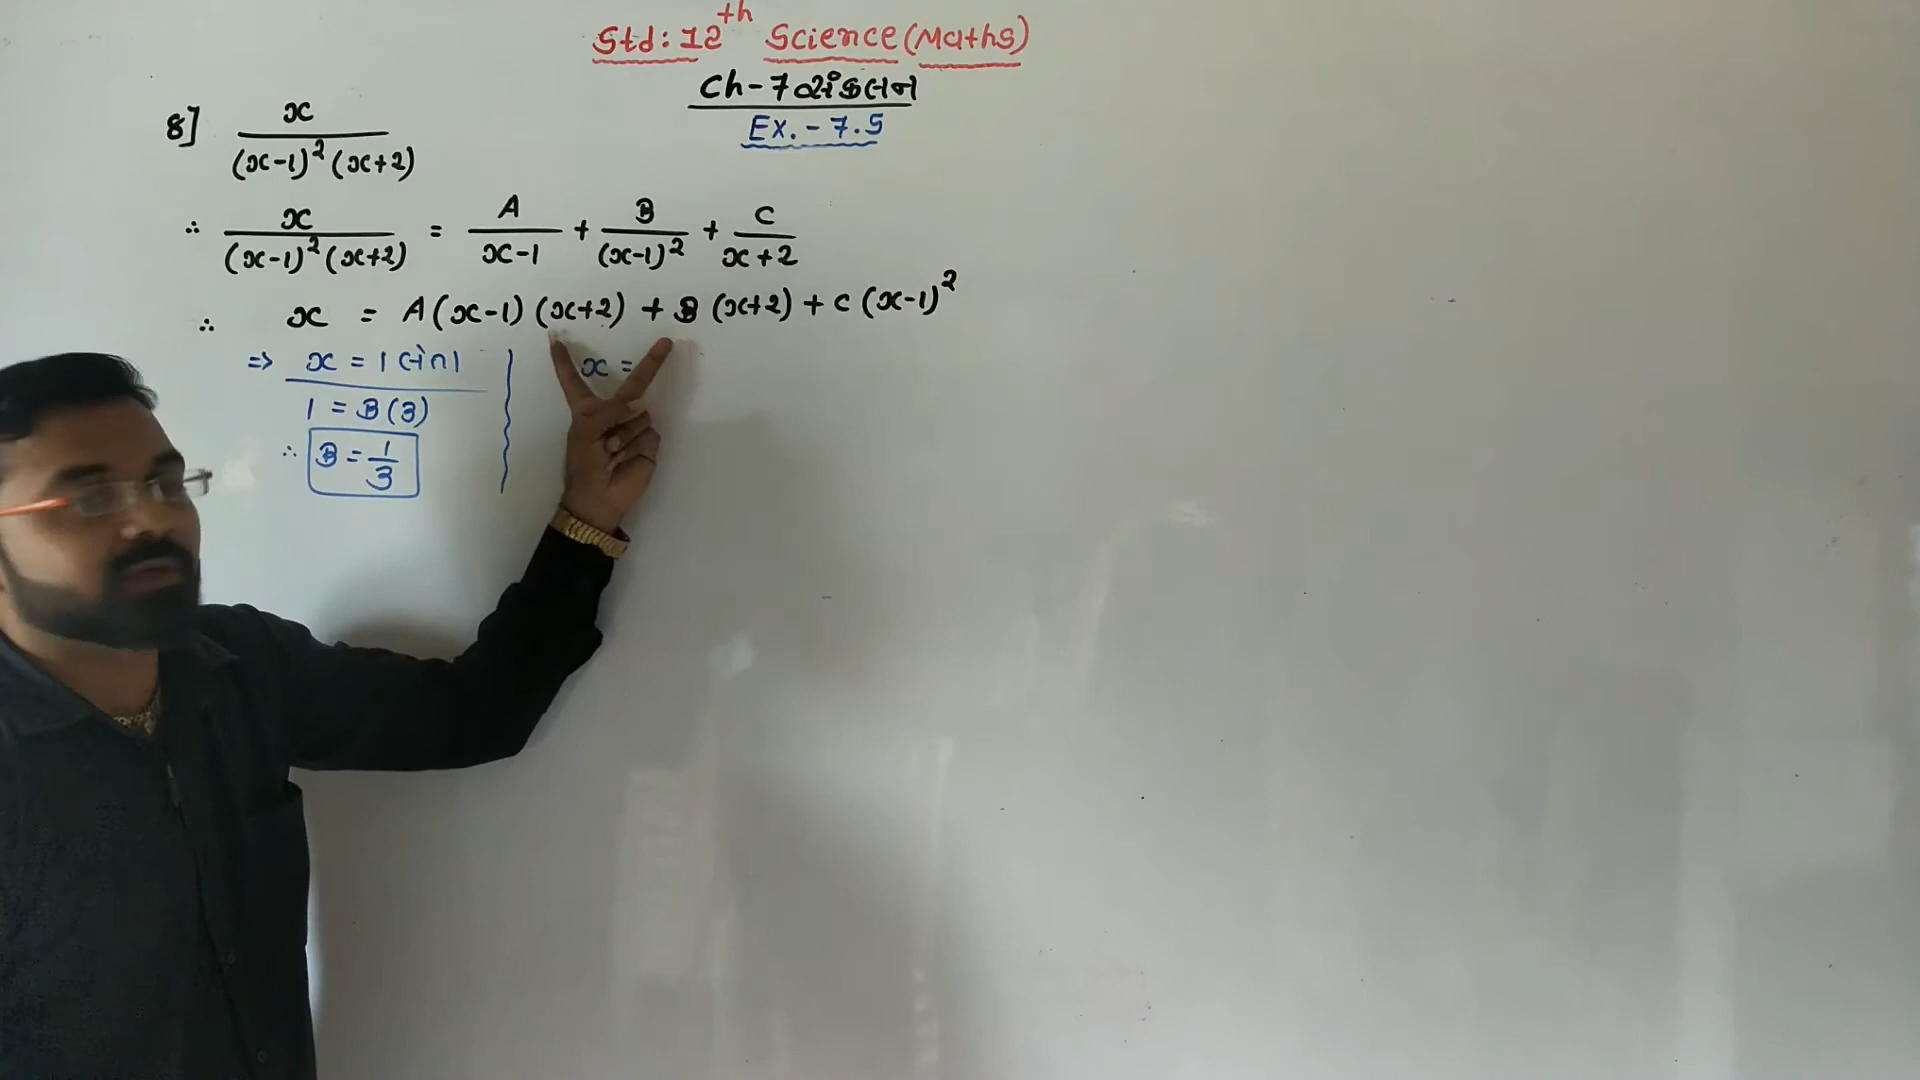 Std: 12th Science (Maths)
Ch-7 સંકલન
Ex. - 7.5
8] x / (x-1)² (x+2)
∴ x / (x-1)² (x+2) = A / x-1 + B / (x-1)² + C / x+2
∴ x = A (x-1) (x+2) + B (x+2) + C (x-1)²
⇒ x = 1 લેતાં
x =
1 = B (3)
∴ B = 1/3